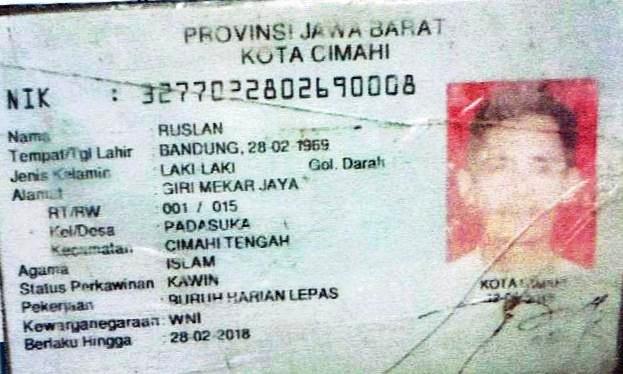 PROVINSI JAWA BARAT
KOTA CIMAHI
NIK : 3277022802690008
Nama : RUSLAN
Tempat/Tgl Lahir : BANDUNG, 28-02-1969
Jenis Kelamin : LAKI-LAKI Gol. Darah
Alamat : GIRI MEKAR JAYA
RT/RW : 001 / 015
Kel/Desa : PADASUKA
Kecamatan : CIMAHI TENGAH
Agama : ISLAM
Status Perkawinan : KAWIN
Pekerjaan : BURUH HARIAN LEPAS
Kewarganegaraan : WNI
Berlaku Hingga : 28-02-2018
KOTA CIMAHI